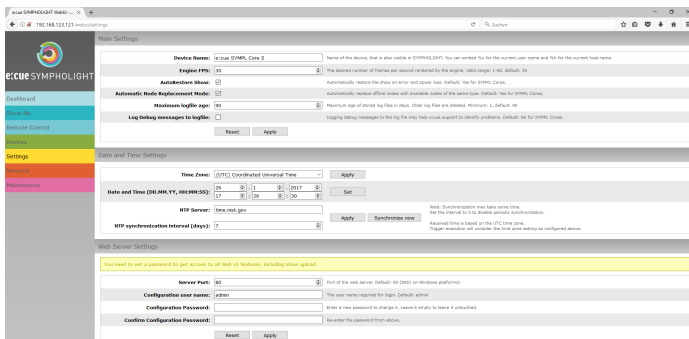 e:cue SYMPHOLIGHT WebUI - ... × +
192.168.123.121/webui/settings
Suchen
e:cue SYMPHOLIGHT
Dashboard
Show file
Remote Control
Devices
Settings
Network
Maintenance
Main Settings
Device Name: e:cue SYMPL Core S Name of the device, that is also visible in SYMPHOLIGHT. You can embed %u for the current user name and %h for the current host name.
Engine FPS: 30 The desired number of frames per second rendered by the engine. Valid range: 1-60, default: 30
AutoRestore Show: Automatically restore the show on error and power loss. Default: Yes for SYMPL Cores.
Automatic Node Replacement Mode: Automatically replace offline nodes with available nodes of the same type. Default: Yes for SYMPL Cores.
Maximum logfile age: 90 Maximum age of stored log files in days. Older log files are deleted. Minimum: 1, default: 90
Log Debug messages to logfile: Logging debug messages to the log file may help e:cue support to identify problems. Default: Yes for SYMPL Cores.
Reset Apply
Date and Time Settings
Time Zone: (UTC) Coordinated Universal Time Apply
Date and Time (DD.MM.YY, HH:MM:SS): 26 . 1 . 2017
17 : 26 : 30 Set
NTP Server: time.nist.gov
NTP synchronization interval (days): 7
Apply Synchronize now
Note: Synchronization may take some time.
Set the interval to 0 to disable periodic synchronization.
Received time is based on the UTC time zone.
Trigger execution will consider the time zone setting as configured above.
Web Server Settings
You need to set a password to get access to all Web UI features, including show upload.
Server Port: 80 Port of the web server. Default: 80 (8081 on Windows platforms)
Configuration user name: admin The user name required for login. Default: admin
Configuration Password: Enter a new password to change it. Leave it empty to leave it untouched.
Confirm Configuration Password: Re-enter the password from above.
Reset Apply